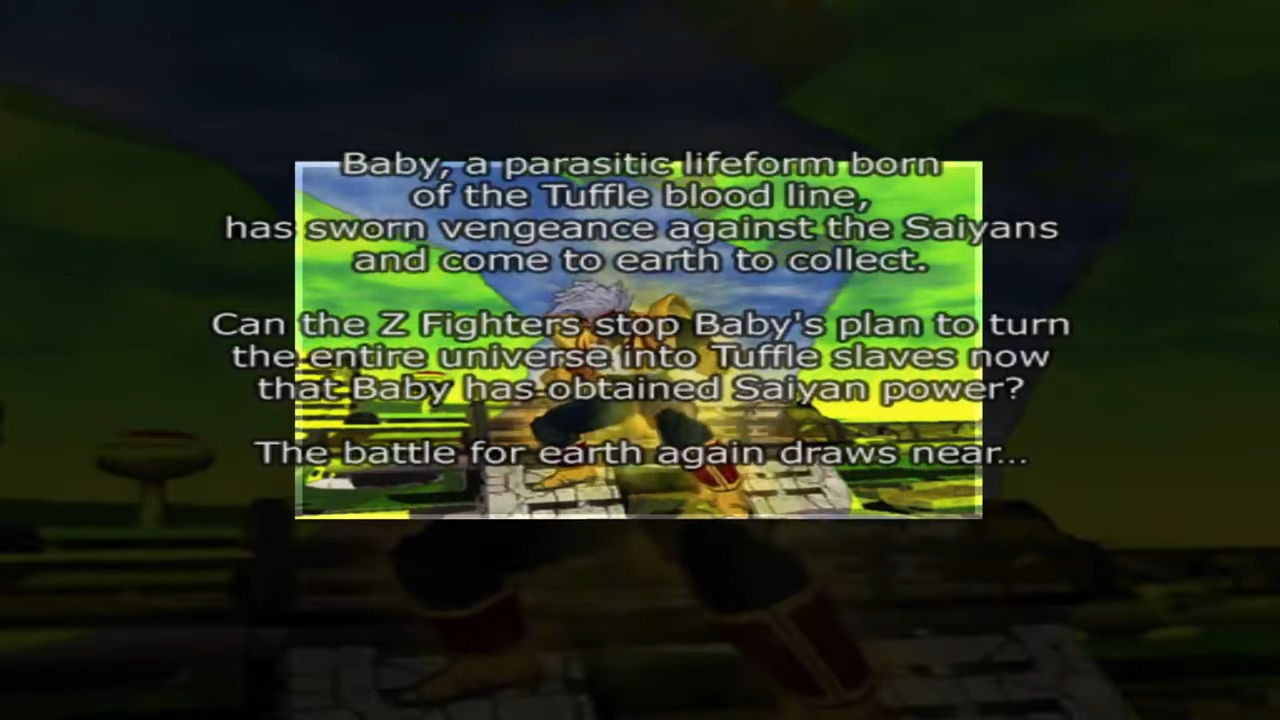 Baby, a parasitic lifeform born
of the Tuffle blood line,
has sworn vengeance against the Saiyans
and come to earth to collect.
Can the Z Fighters stop Baby's plan to turn
the entire universe into Tuffle slaves now
that Baby has obtained Saiyan power?
The battle for earth again draws near...